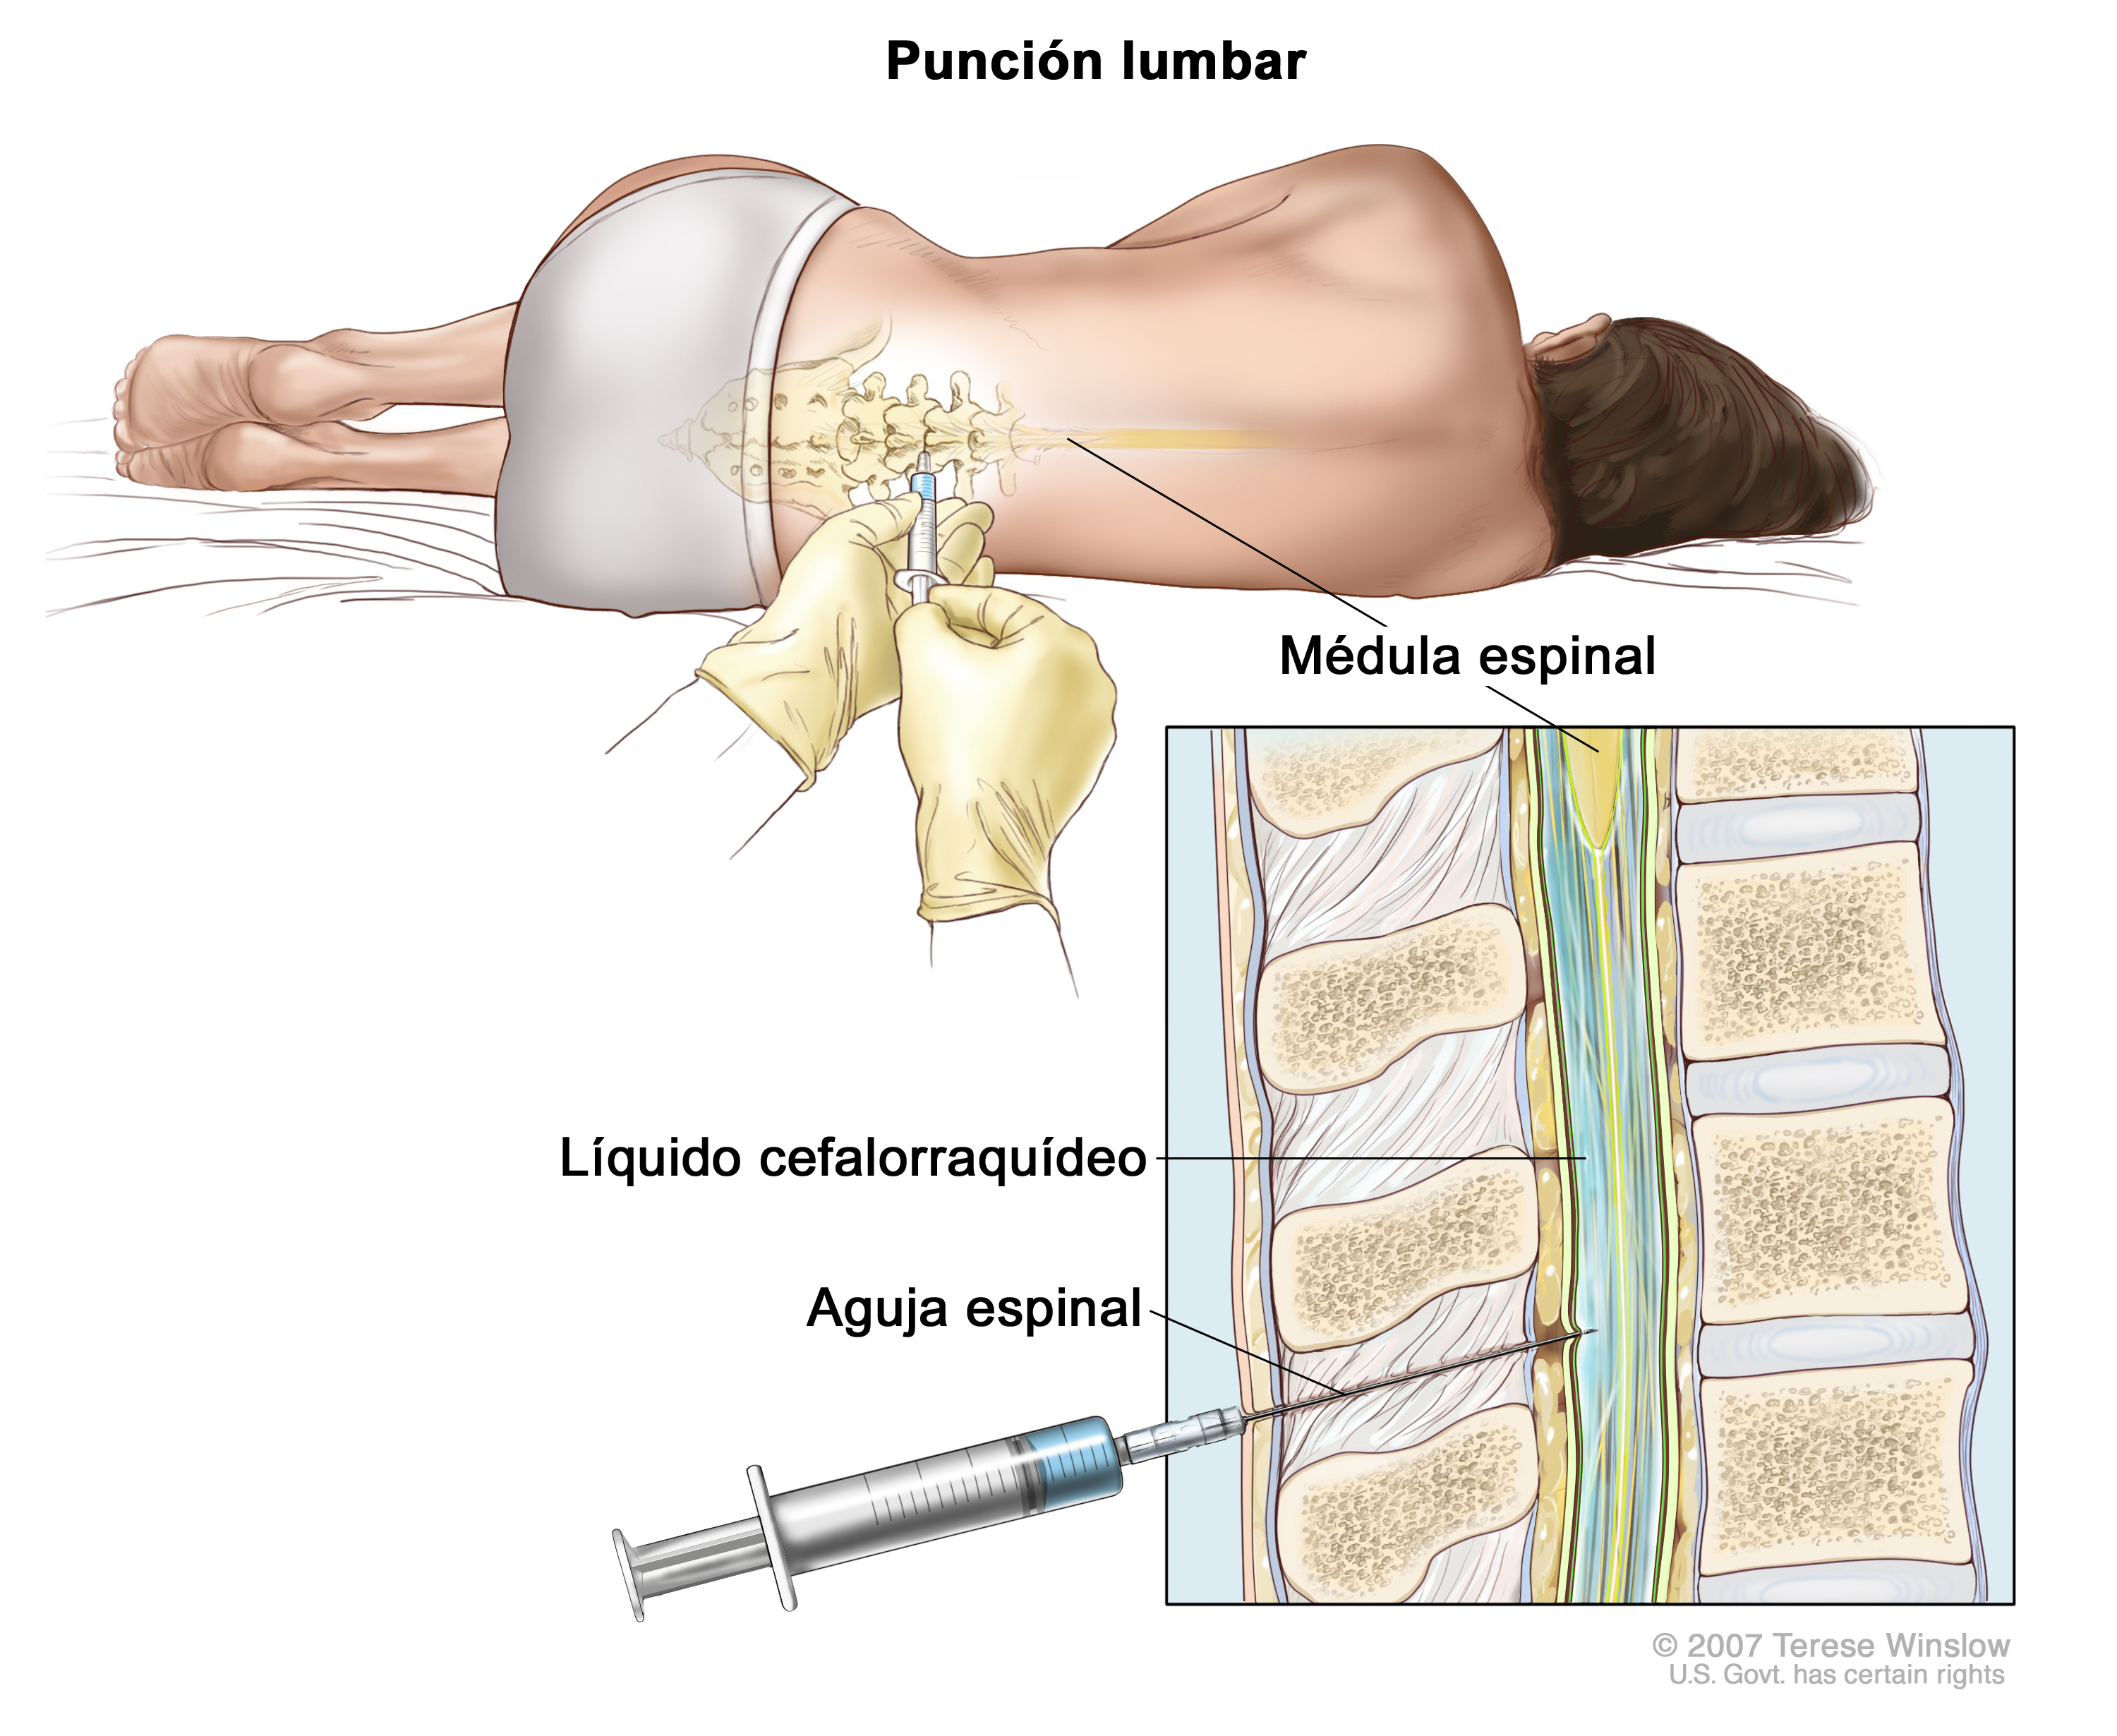 Punción lumbar
Médula espinal
Líquido cefalorraquídeo
Aguja espinal
© 2007 Terese Winslow
U.S. Govt. has certain rights